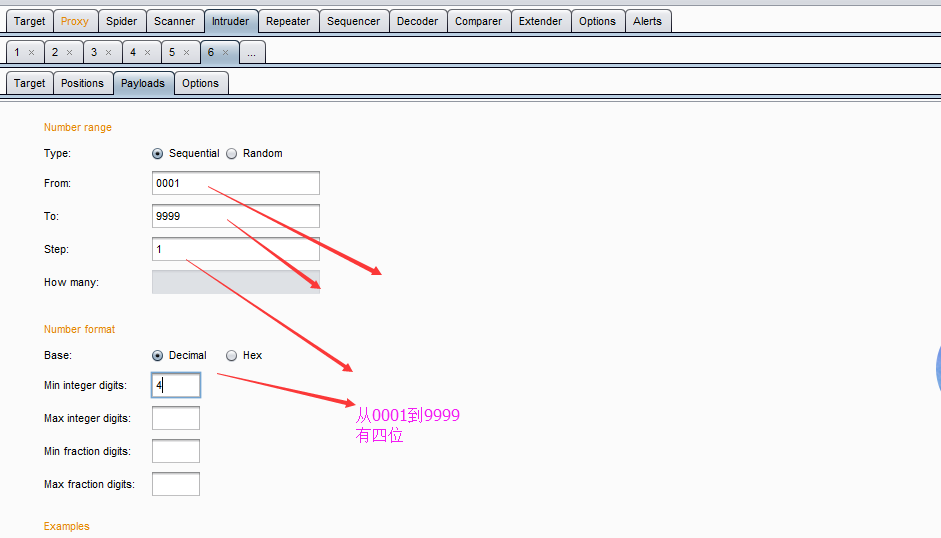 Target Proxy Spider Scanner Intruder Repeater Sequencer Decoder Comparer Extender Options Alerts
1 × 2 × 3 × 4 × 5 × 6 × ...
Target Positions Payloads Options
Number range
Type: Sequential Random
From: 0001
To: 9999
Step: 1
How many:
Number format
Base: Decimal Hex
Min integer digits: 4
Max integer digits:
从0001到9999
有四位
Min fraction digits:
Max fraction digits:
Examples